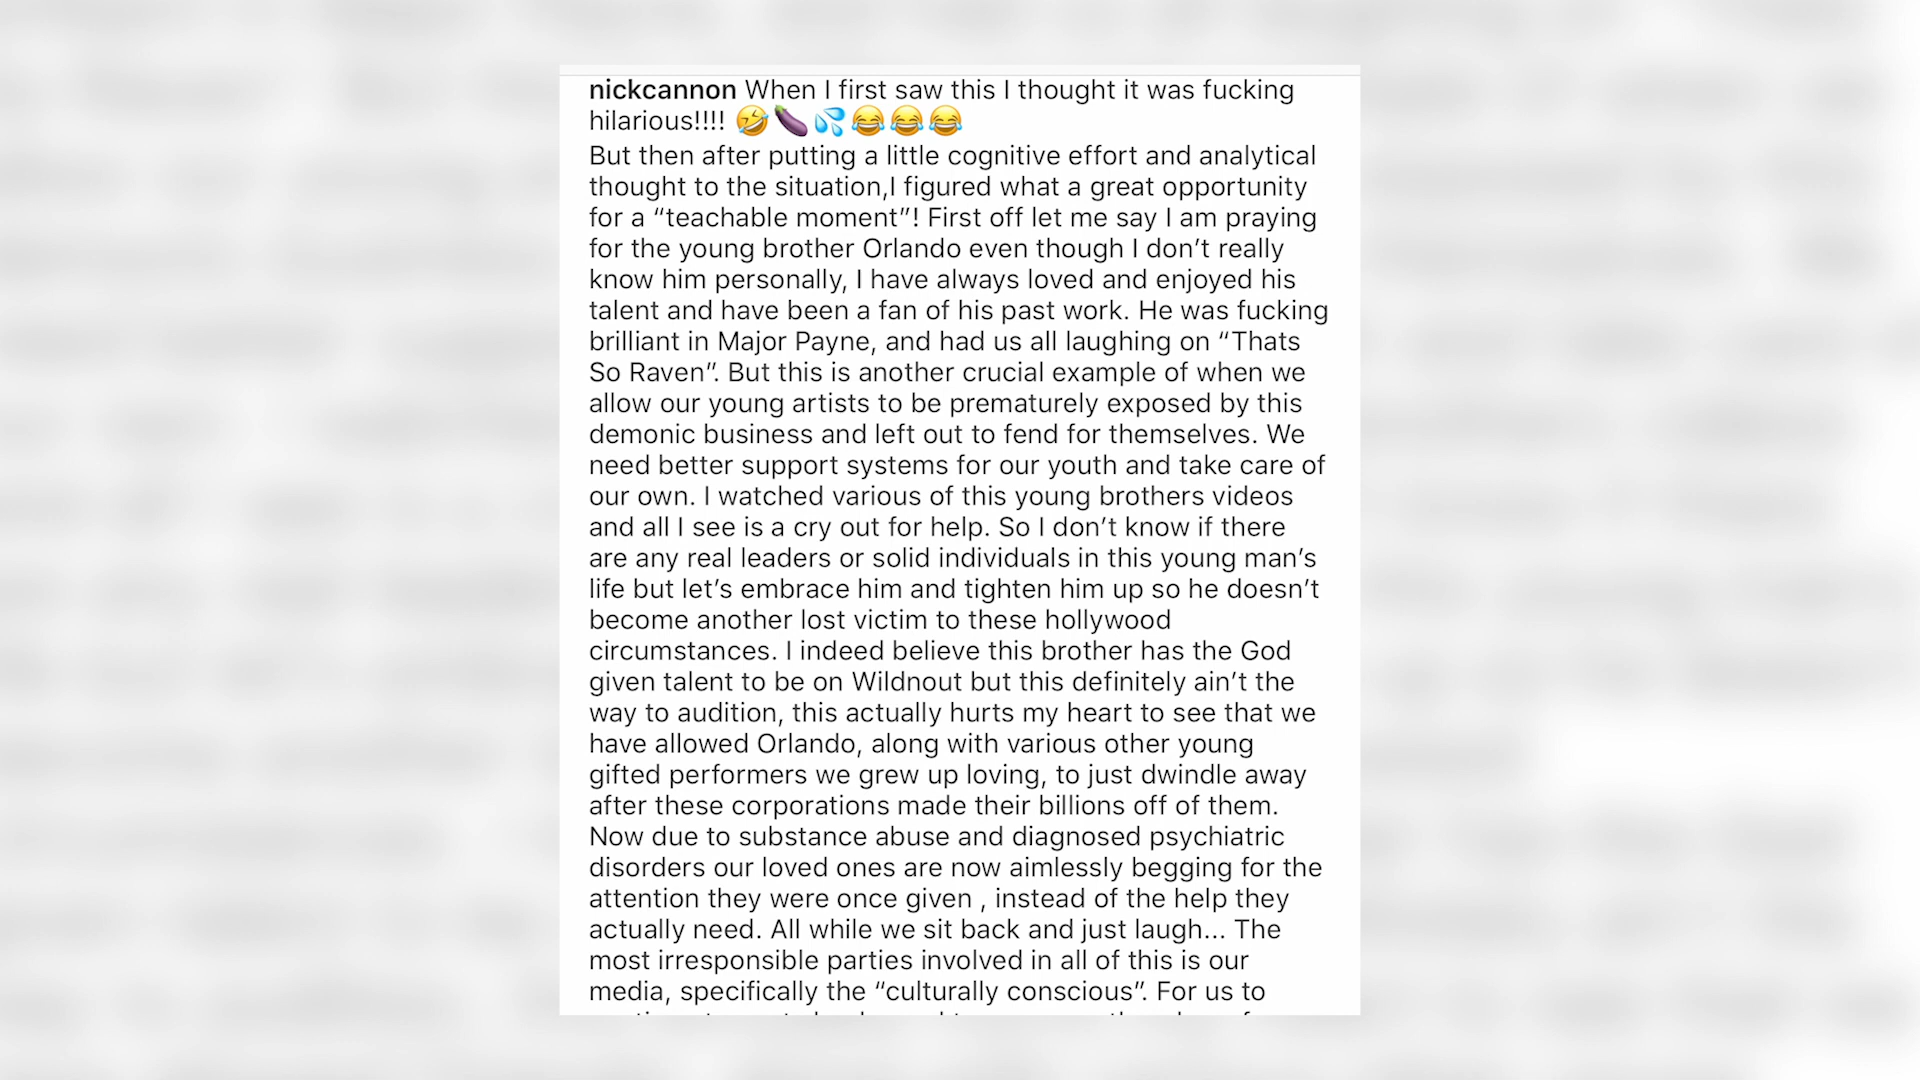 nickcannon When I first saw this I thought it was fucking
hilarious!!!! 🤣🍆💦😂😂😂
But then after putting a little cognitive effort and analytical
thought to the situation,I figured what a great opportunity
for a “teachable moment”! First off let me say I am praying
for the young brother Orlando even though I don’t really
know him personally, I have always loved and enjoyed his
talent and have been a fan of his past work. He was fucking
brilliant in Major Payne, and had us all laughing on “Thats
So Raven”. But this is another crucial example of when we
allow our young artists to be prematurely exposed by this
demonic business and left out to fend for themselves. We
need better support systems for our youth and take care of
our own. I watched various of this young brothers videos
and all I see is a cry out for help. So I don’t know if there
are any real leaders or solid individuals in this young man’s
life but let’s embrace him and tighten him up so he doesn’t
become another lost victim to these hollywood
circumstances. I indeed believe this brother has the God
given talent to be on Wildnout but this definitely ain’t the
way to audition, this actually hurts my heart to see that we
have allowed Orlando, along with various other young
gifted performers we grew up loving, to just dwindle away
after these corporations made their billions off of them.
Now due to substance abuse and diagnosed psychiatric
disorders our loved ones are now aimlessly begging for the
attention they were once given , instead of the help they
actually need. All while we sit back and just laugh... The
most irresponsible parties involved in all of this is our
media, specifically the “culturally conscious”. For us to